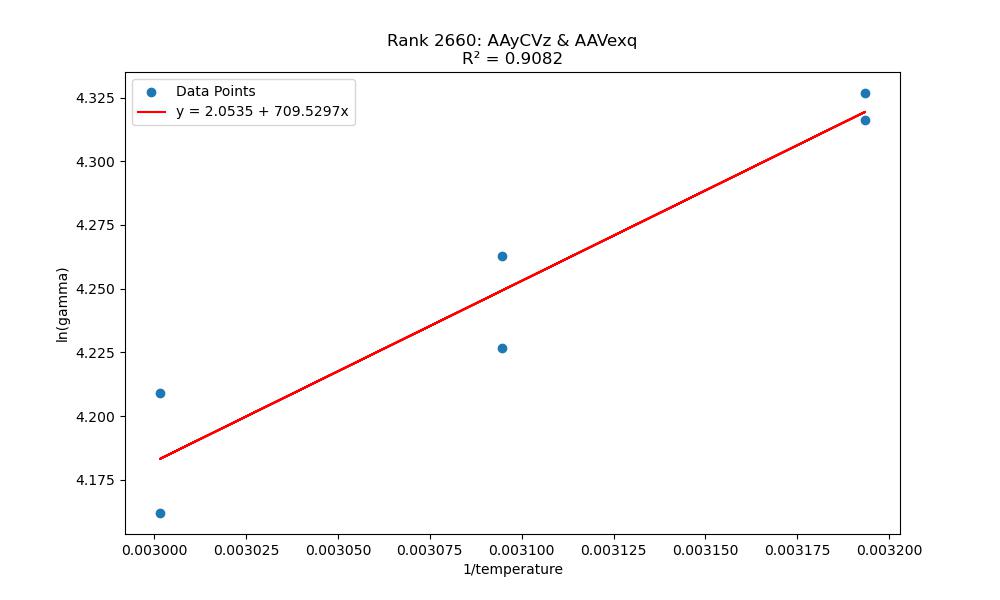 Rank 2660: AAyCVz & AAVexq
R² = 0.9082
Data Points
y = 2.0535 + 709.5297x
4.325
4.300
4.275
4.250
4.225
4.200
4.175
ln(gamma)
0.003000 0.003025 0.003050 0.003075 0.003100 0.003125 0.003150 0.003175 0.003200
1/temperature